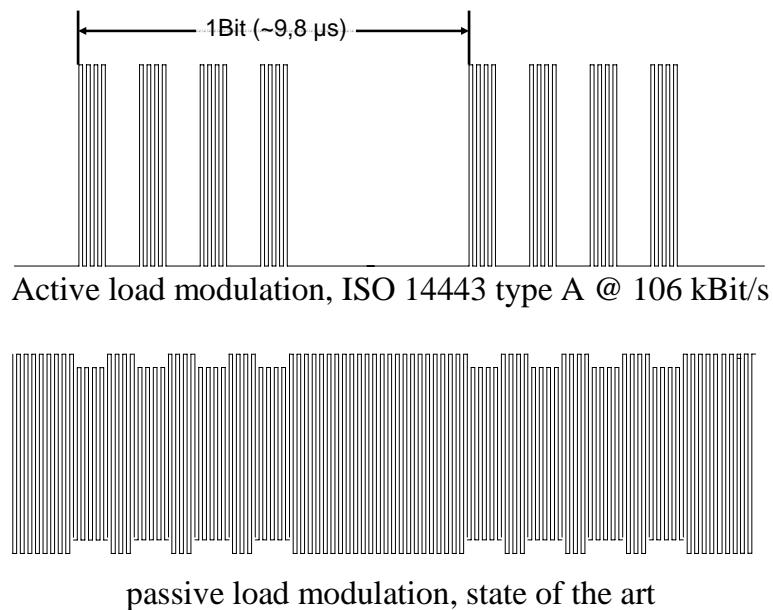 1Bit (~9,8 µs)
Active load modulation, ISO 14443 type A @ 106 kBit/s
passive load modulation, state of the art